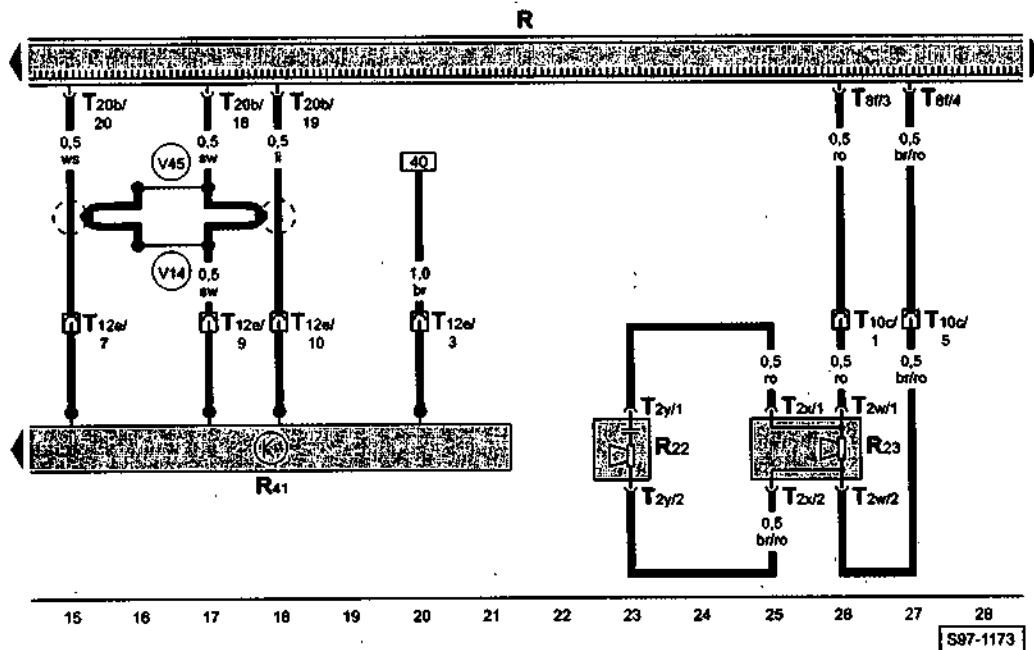 R
T20b/ T20b/ T20b/ T8f/3 T8f/4
20 18 19
0,5 0,5 0,5 0,5 0,5
ws sw li ro br/ro
V45 40
V14 0,5 1,0
sw br
T12e/ T12e/ T12e/ T12e/ T10c/ T10c/
7 9 10 3 1 5
0,5 0,5 0,5
ro ro br/ro
T2y/1 T2x/1 T2w/1
R22 R23
R41
T2y/2 T2x/2 T2w/2
0,5
br/ro
15 16 17 18 19 20 21 22 23 24 25 26 27 28
S97-1173